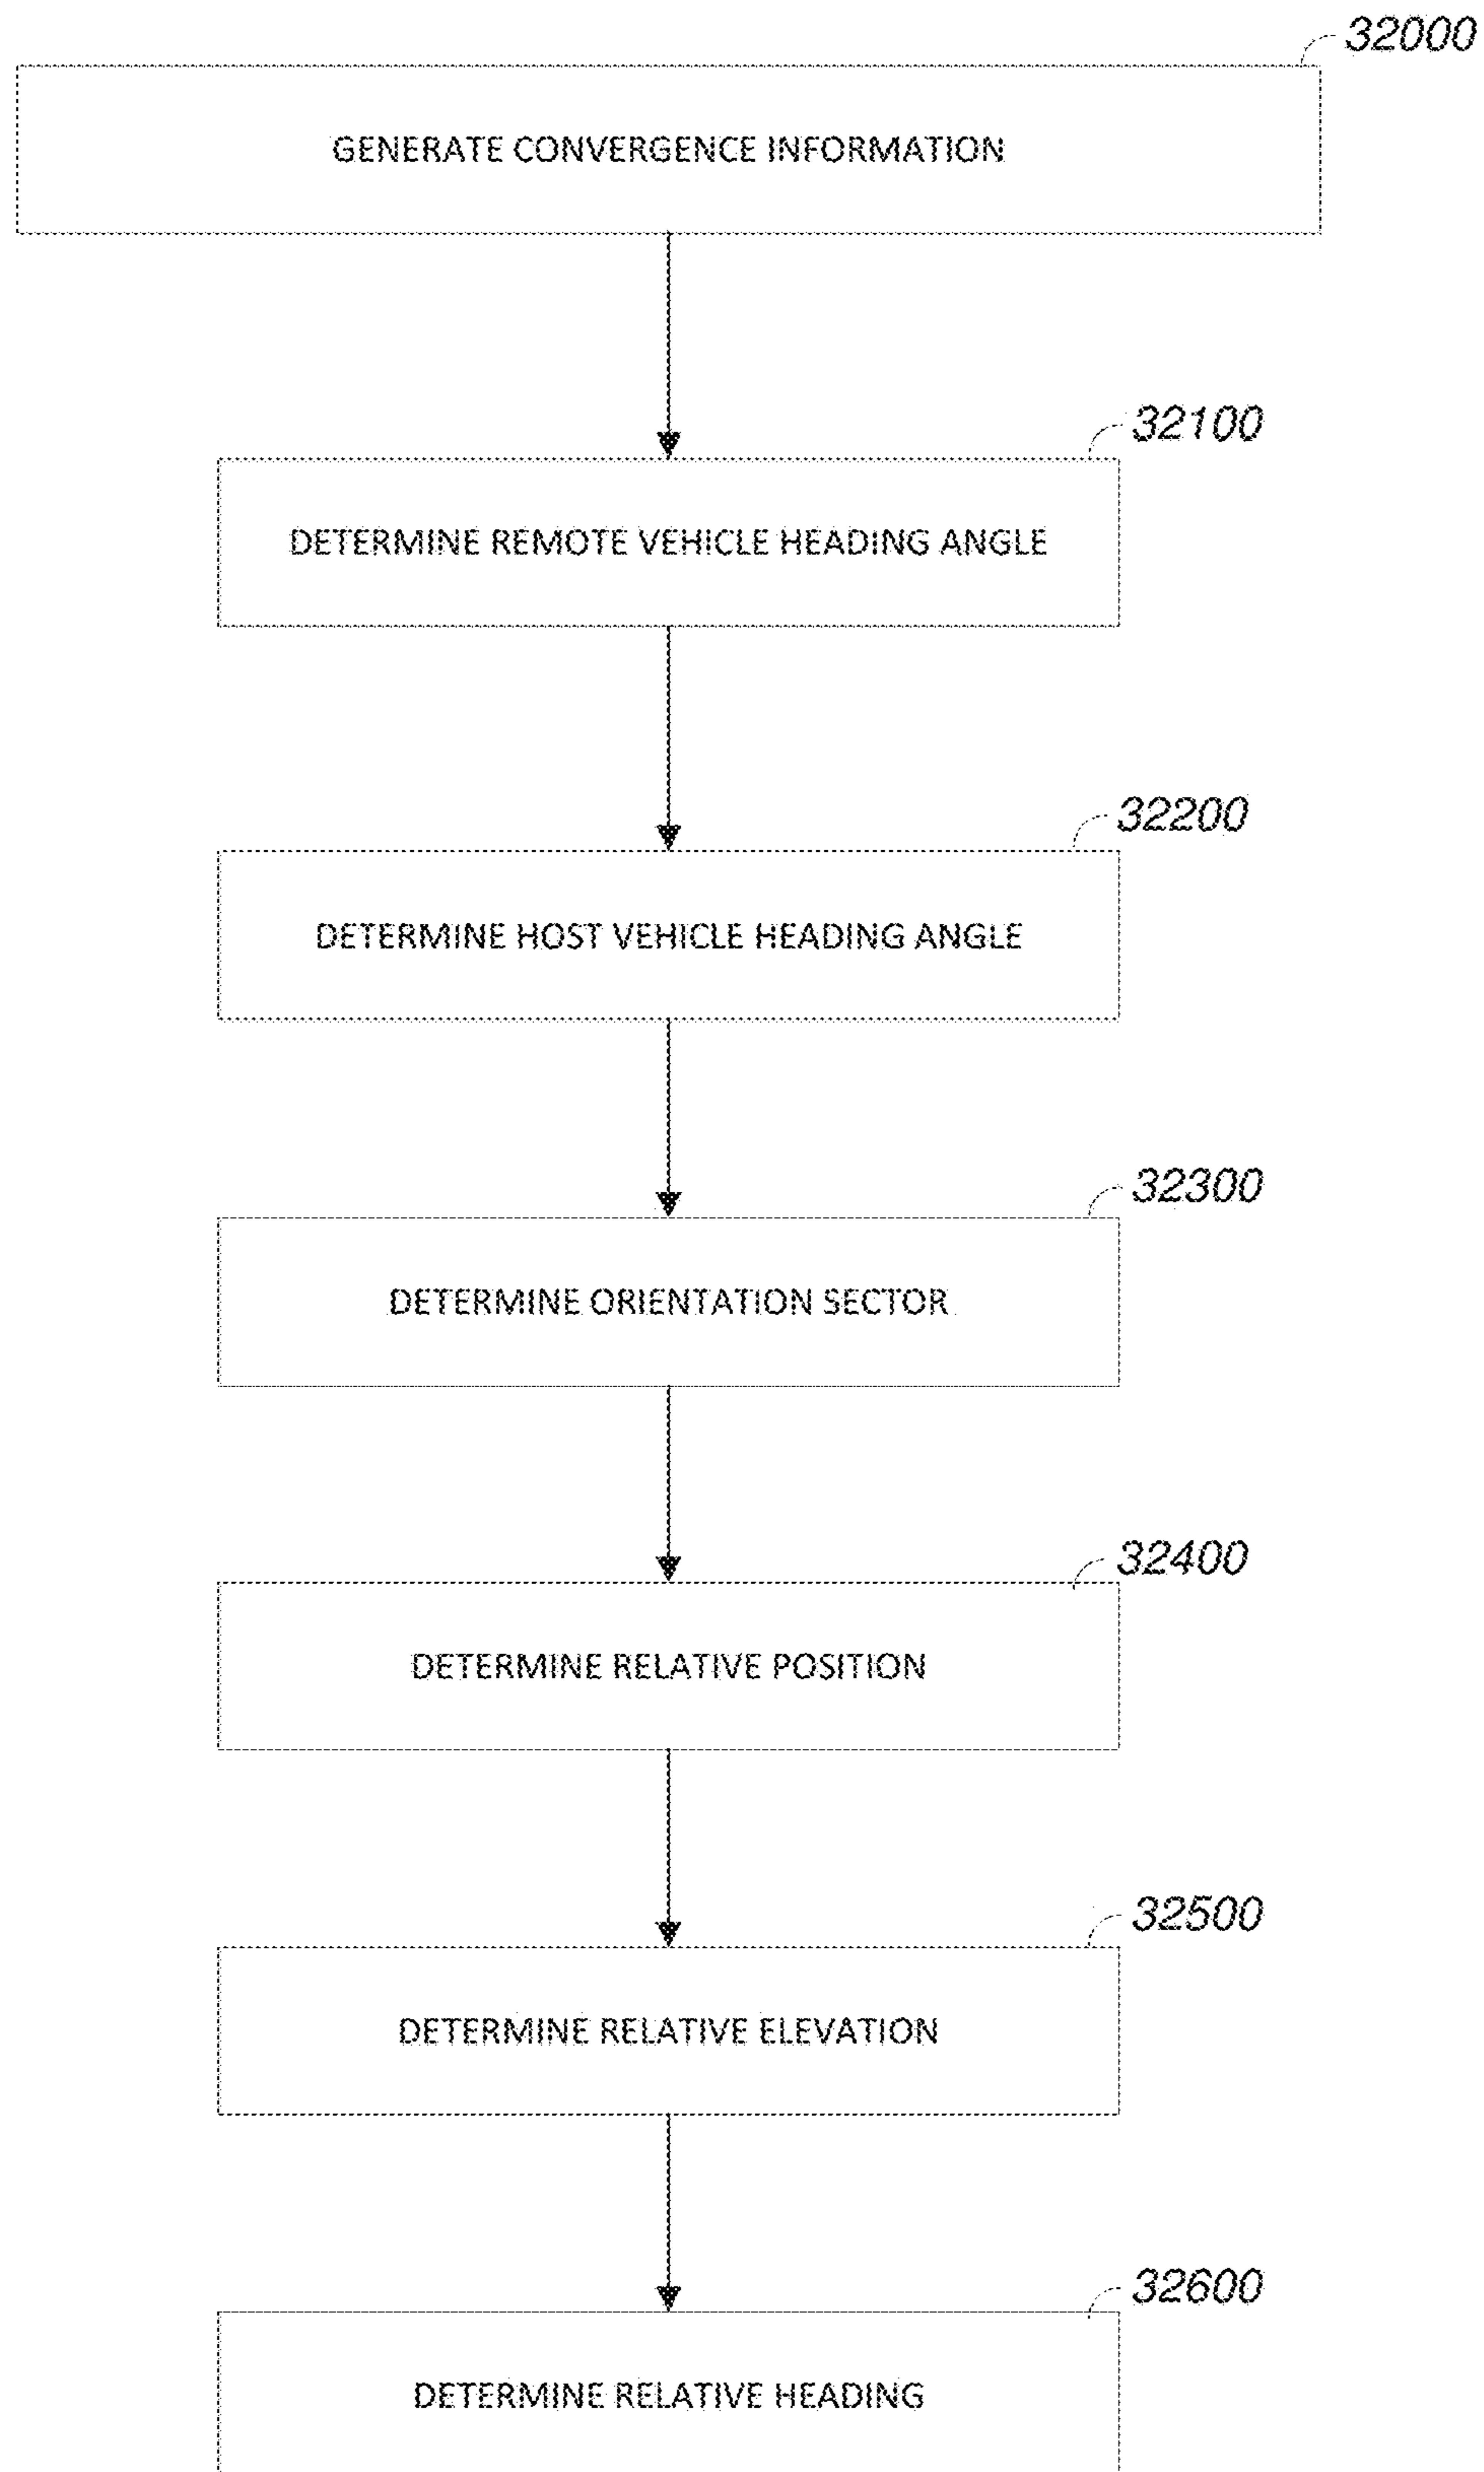 32000
GENERATE CONVERGENCE INFORMATION
32100
DETERMINE REMOTE VEHICLE HEADING ANGLE
32200
DETERMINE HOST VEHICLE HEADING ANGLE
32300
DETERMINE ORIENTATION SECTOR
32400
DETERMINE RELATIVE POSITION
32500
DETERMINE RELATIVE ELEVATION
32600
DETERMINE RELATIVE HEADING